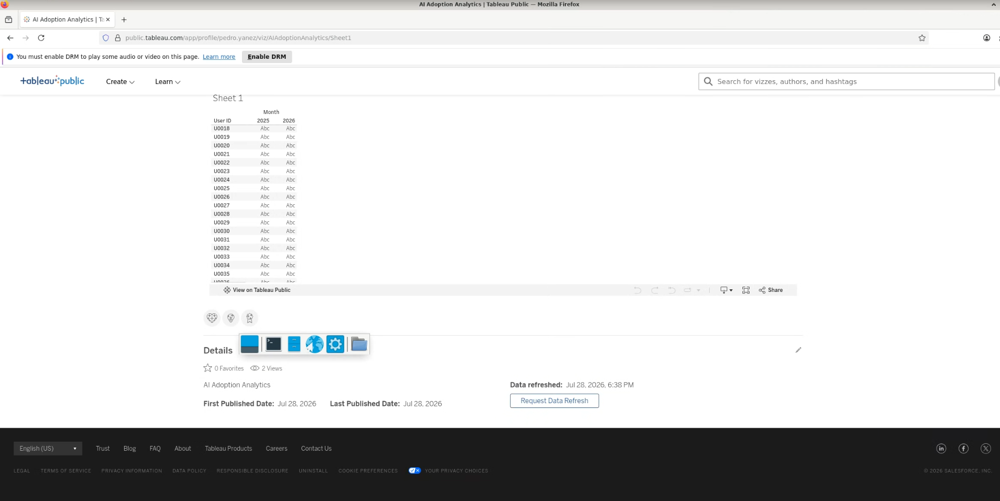 AI Adoption Analytics | Tableau Public — Mozilla Firefox
AI Adoption Analytics | Ta
public.tableau.com/app/profile/pedro.yanez/viz/AIAdoptionAnalytics/Sheet1
You must enable DRM to play some audio or video on this page. Learn more Enable DRM
tableau public Create Learn Search for vizzes, authors, and hashtags
Sheet 1
Month
User ID 2025 2026
U0018 Abc Abc
U0019 Abc Abc
U0020 Abc Abc
U0021 Abc Abc
U0022 Abc Abc
U0023 Abc Abc
U0024 Abc Abc
U0025 Abc Abc
U0026 Abc Abc
U0027 Abc Abc
U0028 Abc Abc
U0029 Abc Abc
U0030 Abc Abc
U0031 Abc Abc
U0032 Abc Abc
U0033 Abc Abc
U0034 Abc Abc
U0035 Abc Abc
U0036 Abc Abc
View on Tableau Public Share
Details
0 Favorites 2 Views
AI Adoption Analytics Data refreshed: Jul 28, 2026, 6:38 PM
Request Data Refresh
First Published Date: Jul 28, 2026 Last Published Date: Jul 28, 2026
English (US) Trust Blog FAQ About Tableau Products Careers Contact Us
LEGAL TERMS OF SERVICE PRIVACY INFORMATION DATA POLICY RESPONSIBLE DISCLOSURE UNINSTALL COOKIE PREFERENCES YOUR PRIVACY CHOICES © 2026 SALESFORCE, INC.